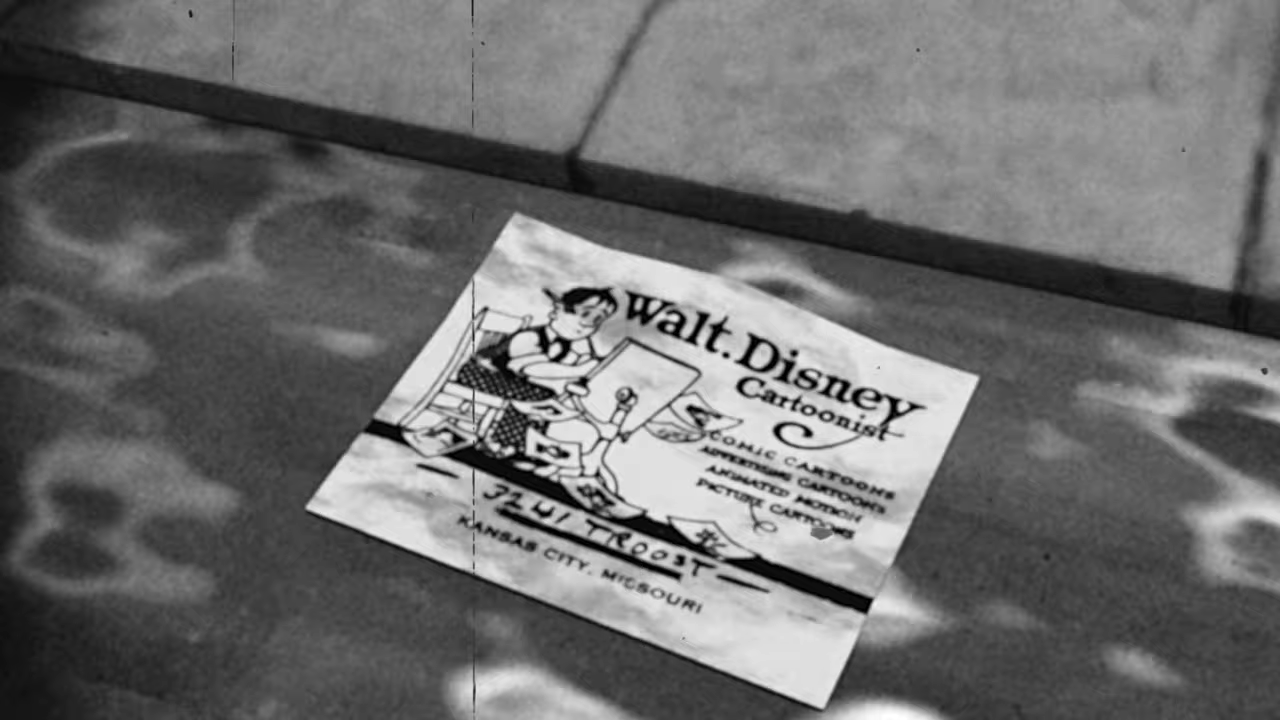 Walt. Disney
Cartoonist
COMIC CARTOONS
ADVERTISING CARTOONS
ANIMATED MOTION
PICTURE CARTOONS
3241 TROOST
KANSAS CITY, MISSOURI